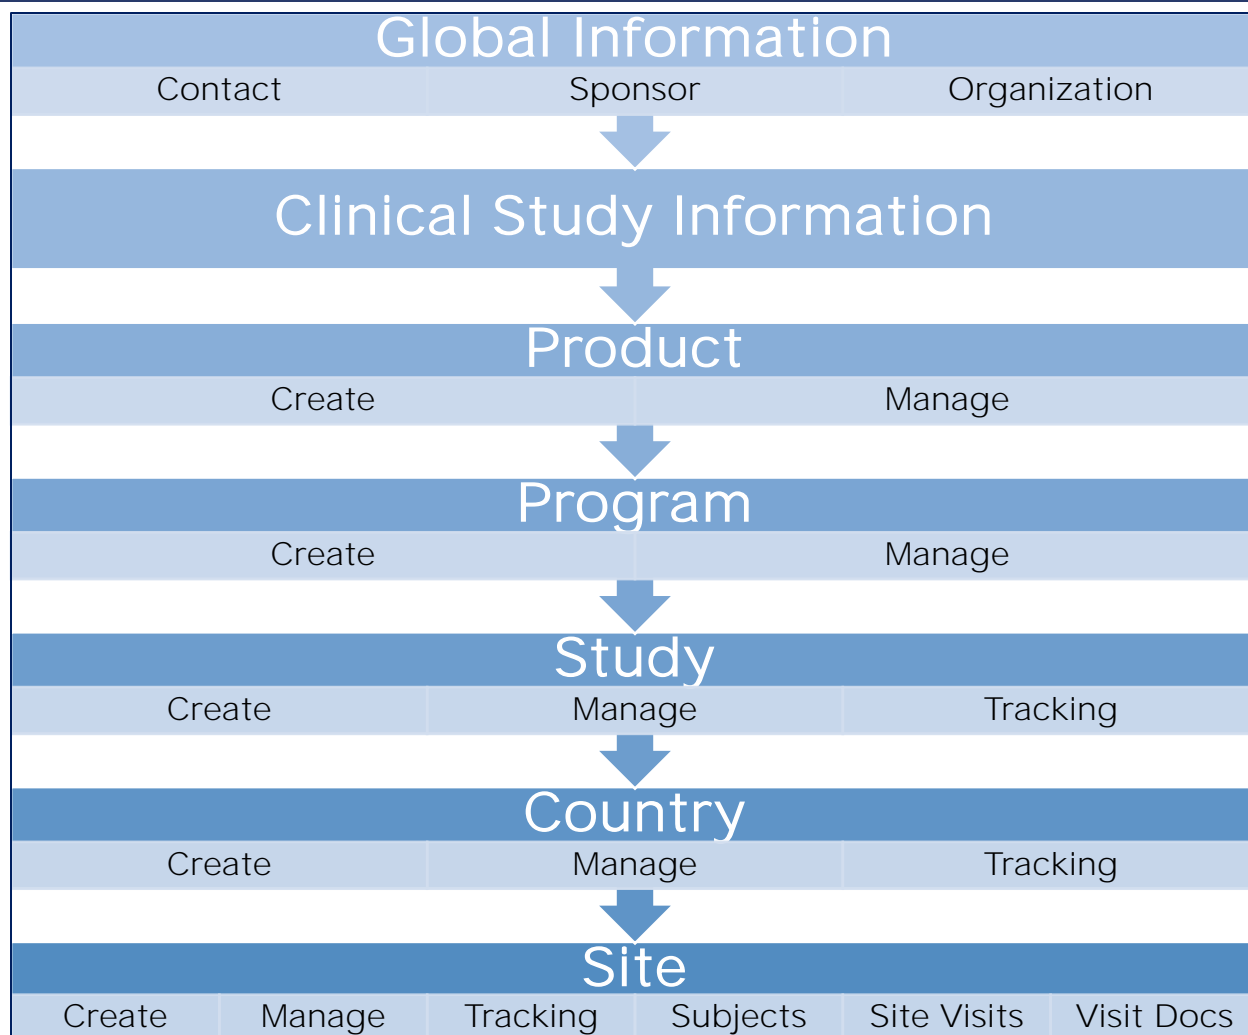 Global Information
Contact Sponsor Organization
Clinical Study Information
Product
Create Manage
Program
Create Manage
Study
Create Manage Tracking
Country
Create Manage Tracking
Site
Create Manage Tracking Subjects Site Visits Visit Docs